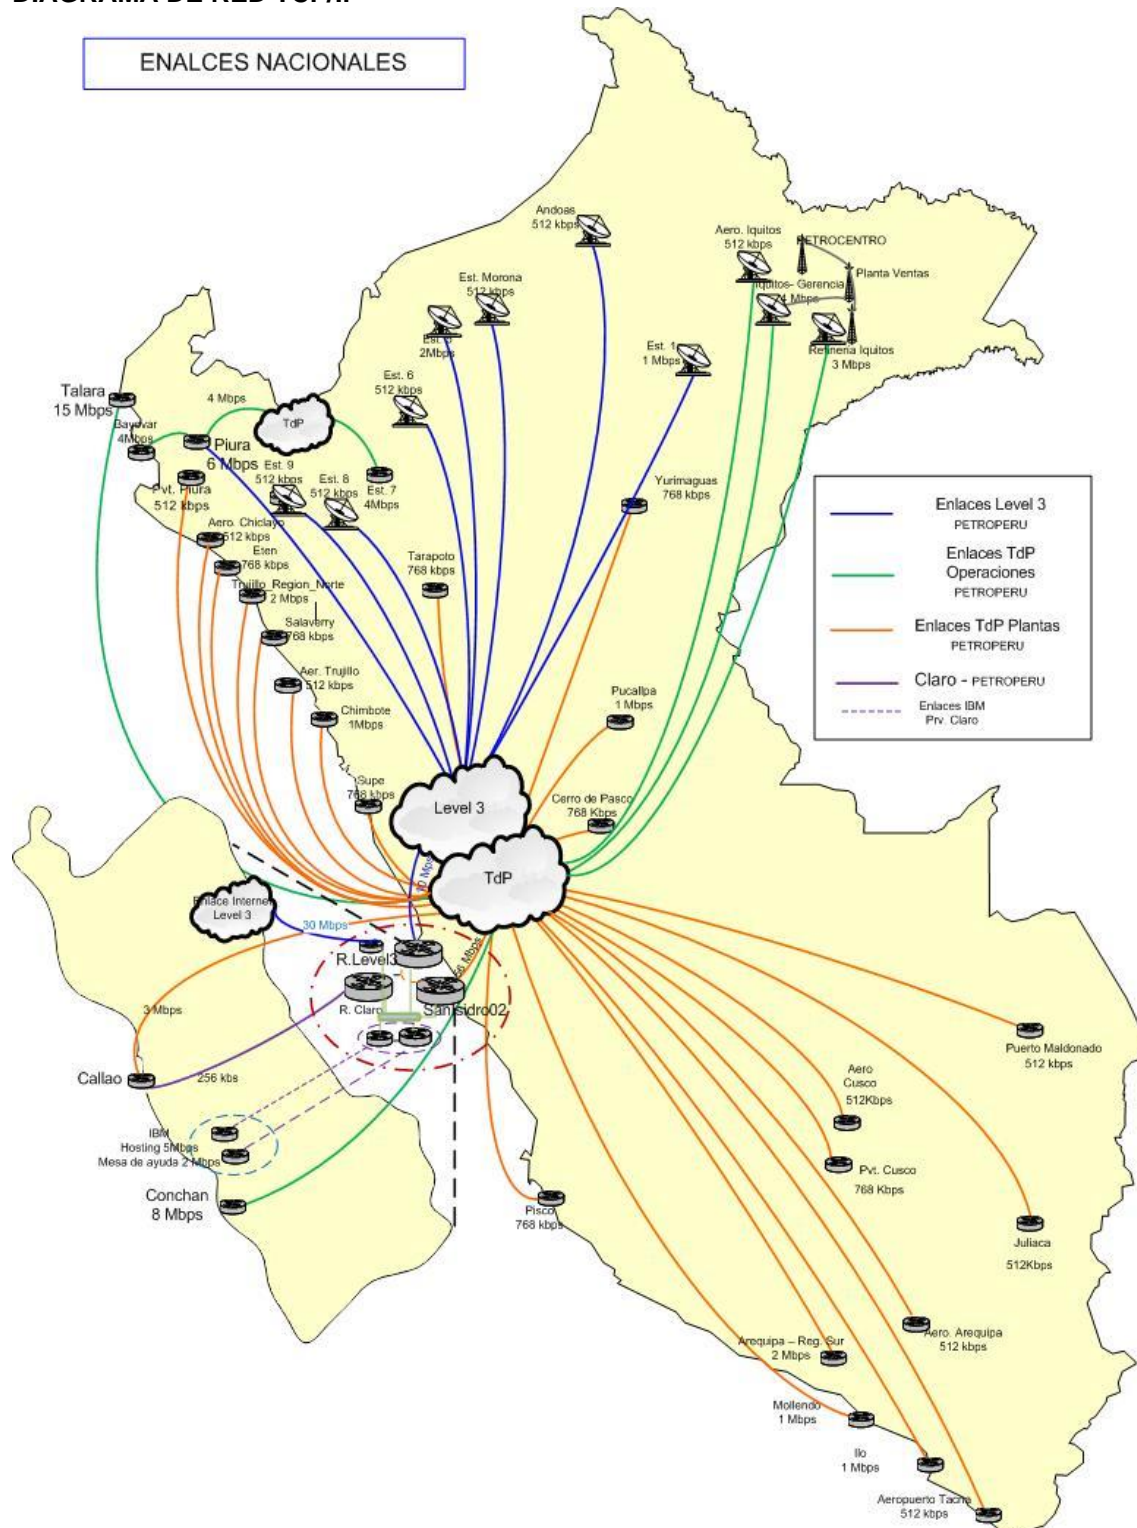 ENALCES NACIONALES
Andoas
512 kbps
Aero. Iquitos
512 kbps
PETROCENTRO
Planta Ventas
Iquitos- Gerencia
4 Mbps
Refineria Iquitos
3 Mbps
Est. Morona
512 kbps
Est. 5
2Mbps
Est. 1
1 Mbps
Est. 6
512 kbps
Talara
15 Mbps
4 Mbps
TdP
Bayovar
4Mbps
Piura
6 Mbps
Est. 9
512 kbps
Est. 8
512 kbps
Est. 7
4Mbps
Pvt. Piura
512 kbps
Yurimaguas
768 kbps
Aero. Chiclayo
512 kbps
Eten
768 kbps
Tarapoto
768 kbps
Trujillo_Region_Norte
2 Mbps
Salaverry
768 kbps
Aer. Trujillo
512 kbps
Chimbote
1Mbps
Pucallpa
1 Mbps
Supe
768 kbps
Cerro de Pasco
768 Kbps
Enlaces Level 3
PETROPERU
Enlaces TdP
Operaciones
PETROPERU
Enlaces TdP Plantas
PETROPERU
Claro - PETROPERU
Enlaces IBM
Prv. Claro
Level 3
TdP
Enlace Internet
Level 3
30 Mbps
R.Level3
R. Claro
SanIsidro02
3 Mbps
Callao
256 kbs
IBM
Hosting 5Mbps
Mesa de ayuda 2 Mbps
Conchan
8 Mbps
Pisco
768 kbps
Puerto Maldonado
512 kbps
Aero
Cusco
512Kbps
Pvt. Cusco
768 Kbps
Juliaca
512Kbps
Aero. Arequipa
512 kbps
Arequipa – Reg. Sur
2 Mbps
Mollendo
1 Mbps
Ilo
1 Mbps
Aeropuerto Tacna
512 kbps